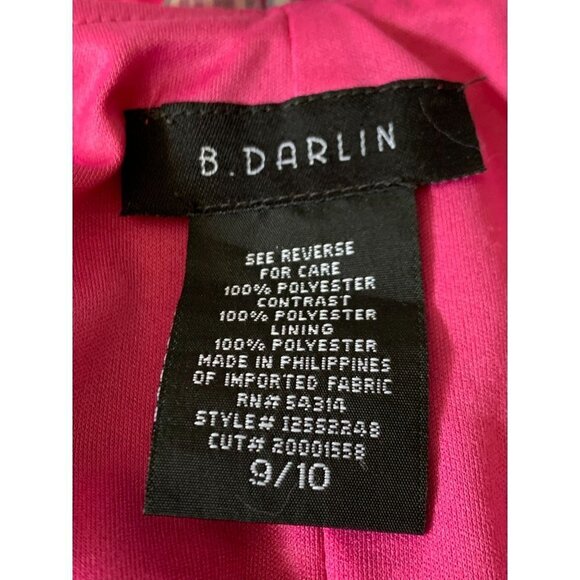 B.DARLIN
SEE REVERSE
FOR CARE
100% POLYESTER
CONTRAST
100% POLYESTER
LINING
100% POLYESTER
MADE IN PHILIPPINES
OF IMPORTED FABRIC
RN# 54314
STYLE# 12553248
CUT# 20001558
9/10